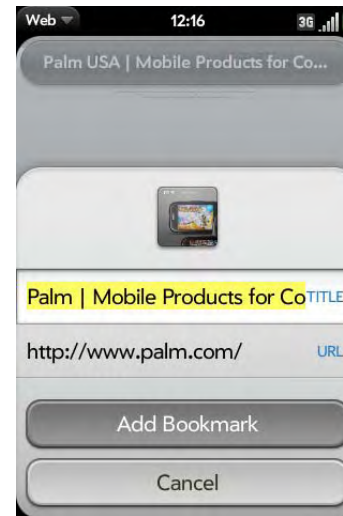 Web 12:16 3G
Palm USA | Mobile Products for Co...
Palm | Mobile Products for Co TITLE
http://www.palm.com/ URL
Add Bookmark
Cancel